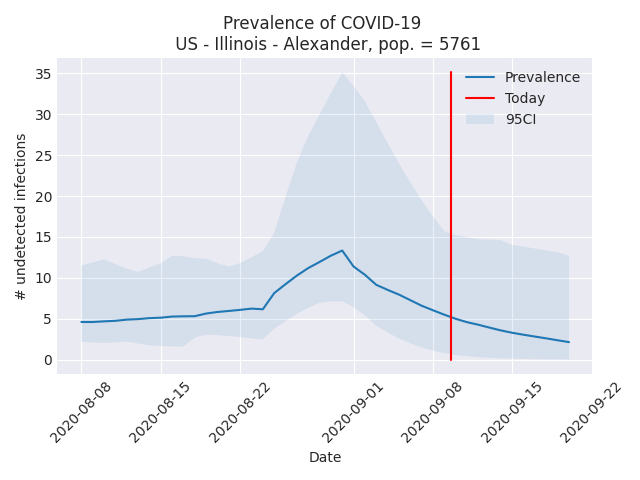 Prevalence of COVID-19
US - Illinois - Alexander, pop. = 5761
Prevalence
Today
95CI
# undetected infections
35
30
25
20
15
10
5
0
2020-08-08
2020-08-15
2020-08-22
2020-09-01
2020-09-08
2020-09-15
2020-09-22
Date